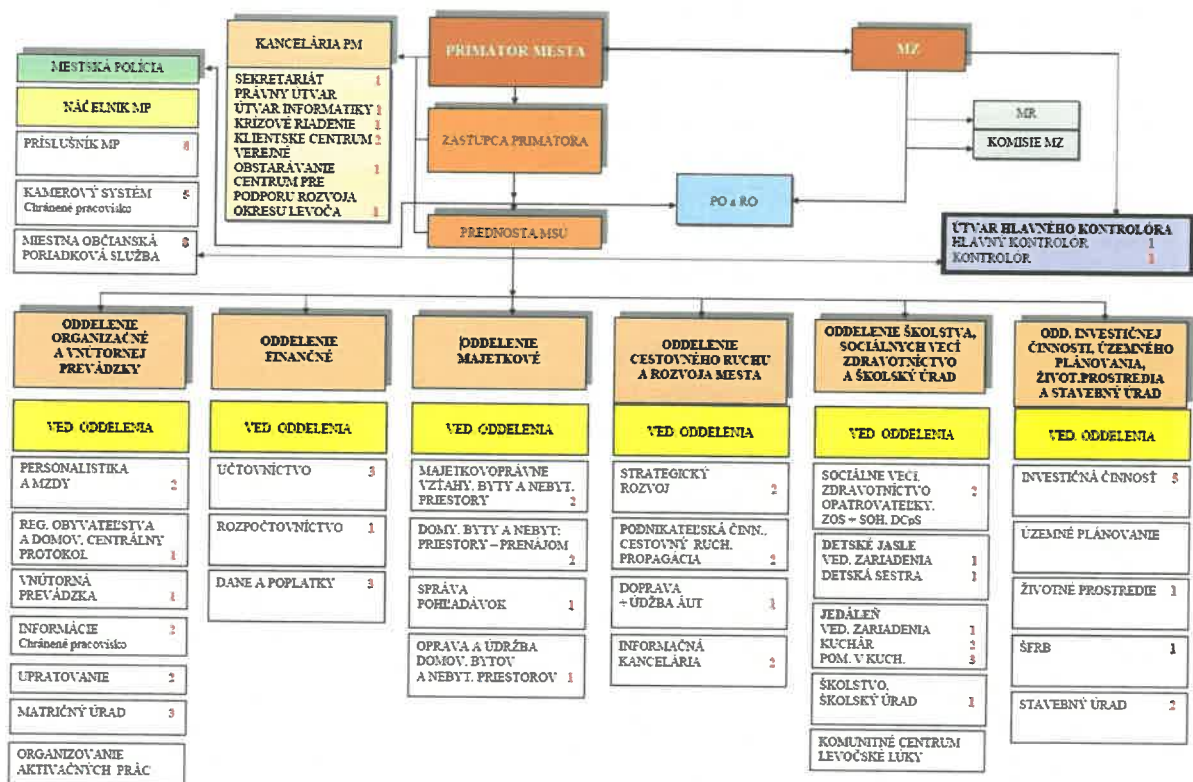 KANCELÁRIA PM
SEKRETARIÁT 1
PRÁVNY ÚTVAR
ÚTVAR INFORMATIKY 1
KRÍZOVÉ RIADENIE 1
KLIENTSKE CENTRUM 2
VEREJNÉ
OBSTARÁVANIE 1
CENTRUM PRE
PODPORU ROZVOJA
OKRESU LEVOČA 1
PRIMÁTOR MESTA
ZÁSTUPCA PRIMÁTORA
PREDNOSTA MSÚ
MZ
MR
KOMISIE MZ
PO a RO
ÚTVAR HLAVNÉHO KONTROLÓRA
HLAVNÝ KONTROLÓR 1
KONTROLÓR 1
MESTSKÁ POLÍCIA
NÁČELNIK MP
PRÍSLUŠNÍK MP
KAMEROVÝ SYSTÉM 5
Chránené pracovisko
MIESTNA OBČIANSKA
PORIADKOVÁ SLUŽBA
ODDELENIE
ORGANIZAČNÉ
A VNÚTORNEJ
PREVÁDZKY
VED. ODDELENIA
PERSONALISTIKA
A MZDY 2
REG. OBYVATEĽSTVA
A DOMOV. CENTRÁLNY
PROTOKOL 1
VNÚTORNÁ
PREVÁDZKA 1
INFORMÁCIE 2
Chránené pracovisko
UPRATOVANIE 2
MATRIČNÝ ÚRAD 3
ORGANIZOVANIE
AKTIVAČNÝCH PRÁC
ODDELENIE
FINANČNÉ
VED. ODDELENIA
UČTOVNÍCTVO 3
ROZPOČTOVNÍCTVO 1
DANE A POPLATKY 3
ODDELENIE
MAJETKOVÉ
VED. ODDELENIA
MAJETKOVOPRÁVNE
VZŤAHY. BYTY A NEBYT.
PRIESTORY 2
DOMY. BYTY A NEBYT:
PRIESTORY – PRENÁJOM
2
SPRÁVA
POHĽADÁVOK 1
OPRAVA A ÚDRŽBA
DOMOV. BYTOV
A NEBYT. PRIESTOROV 1
ODDELENIE
CESTOVNÉHO RUCHU
A ROZVOJA MESTA
VED. ODDELENIA
STRATEGICKÝ
ROZVOJ 2
PODNIKATEĽSKÁ ČINN.,
CESTOVNÝ RUCH.
PROPAGÁCIA 2
DOPRAVA
+ ÚDŽBA ÁUT 1
INFORMAČNÁ
KANCELÁRIA 2
ODDELENIE ŠKOLSTVA,
SOCIÁLNYCH VECÍ
ZDRAVOTNÍCTVO
A ŠKOLSKÝ ÚRAD
VED. ODDELENIA
SOCIÁLNE VECI.
ZDRAVOTNÍCTVO 2
OPATROVATEĽKY.
ZOS + SOH. DCpS
DETSKÉ JASLE
VED. ZARIADENIA 1
DETSKÁ SESTRA 1
JEDÁLEŇ
VED. ZARIADENIA 1
KUCHÁR 2
POM. V KUCH. 3
ŠKOLSTVO.
ŠKOLSKÝ ÚRAD 1
KOMUNITNÉ CENTRUM
LEVOČSKÉ LÚKY
ODD. INVESTIČNEJ
ČINNOSTI, ÚZEMNÉHO
PLÁNOVANIA,
ŽIVOT.PROSTREDIA
A STAVEBNÝ ÚRAD
VED. ODDELENIA
INVESTIČNÁ ČINNOSŤ 5
ÚZEMNÉ PLÁNOVANIE
ŽIVOTNÉ PROSTREDIE 1
ŠFRB 1
STAVEBNÝ ÚRAD 2